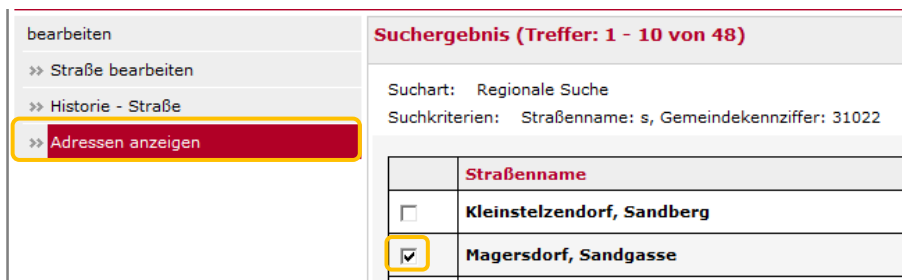 bearbeiten
>> Straße bearbeiten
>> Historie - Straße
>> Adressen anzeigen
Suchergebnis (Treffer: 1 - 10 von 48)
Suchart: Regionale Suche
Suchkriterien: Straßenname: s, Gemeindekennziffer: 31022
Straßenname
Kleinstelzendorf, Sandberg
Magersdorf, Sandgasse